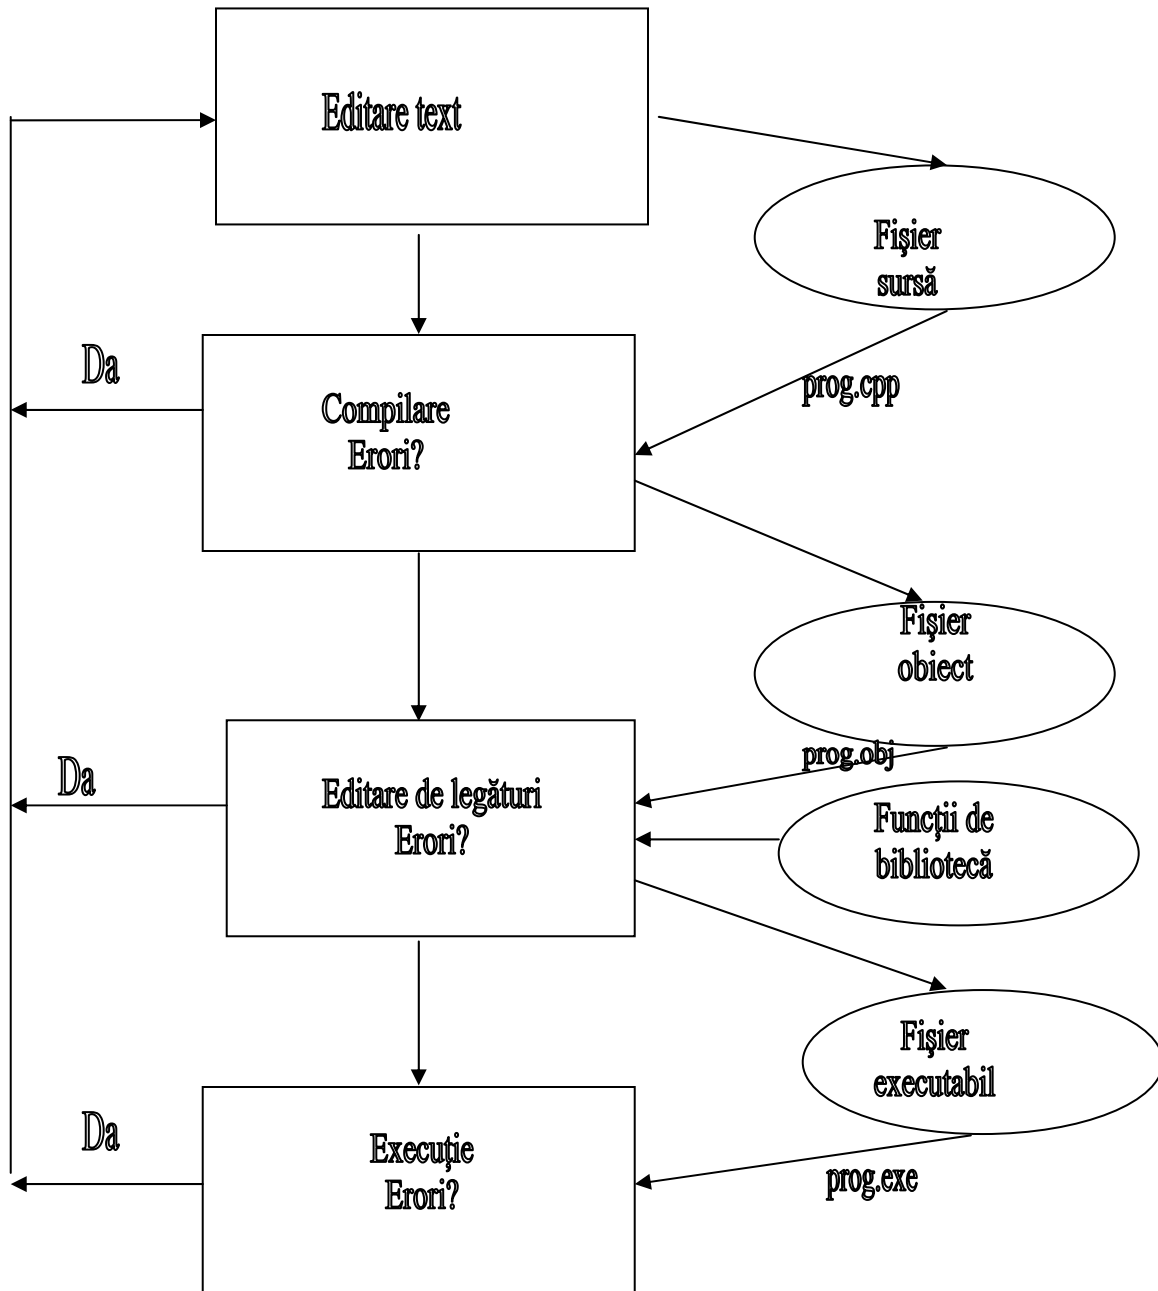 Editare text
Fişier
sursă
Da
prog.cpp
Compilare
Erori?
Fişier
obiect
prog.obj
Da
Editare de legături
Erori?
Funcţii de
bibliotecă
Fişier
executabil
Da
Execuţie
Erori?
prog.exe